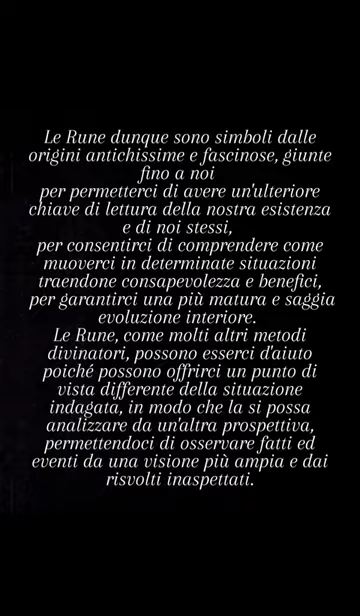 Le Rune dunque sono simboli dalle
origini antichissime e fascinose, giunte
fino a noi
per permetterci di avere un'ulteriore
chiave di lettura della nostra esistenza
e di noi stessi,
per consentirci di comprendere come
muoverci in determinate situazioni
traendone consapevolezza e benefici,
per garantirci una più matura e saggia
evoluzione interiore.
Le Rune, come molti altri metodi
divinatori, possono esserci d'aiuto
poiché possono offrirci un punto di
vista differente della situazione
indagata, in modo che la si possa
analizzare da un'altra prospettiva,
permettendoci di osservare fatti ed
eventi da una visione più ampia e dai
risvolti inaspettati.